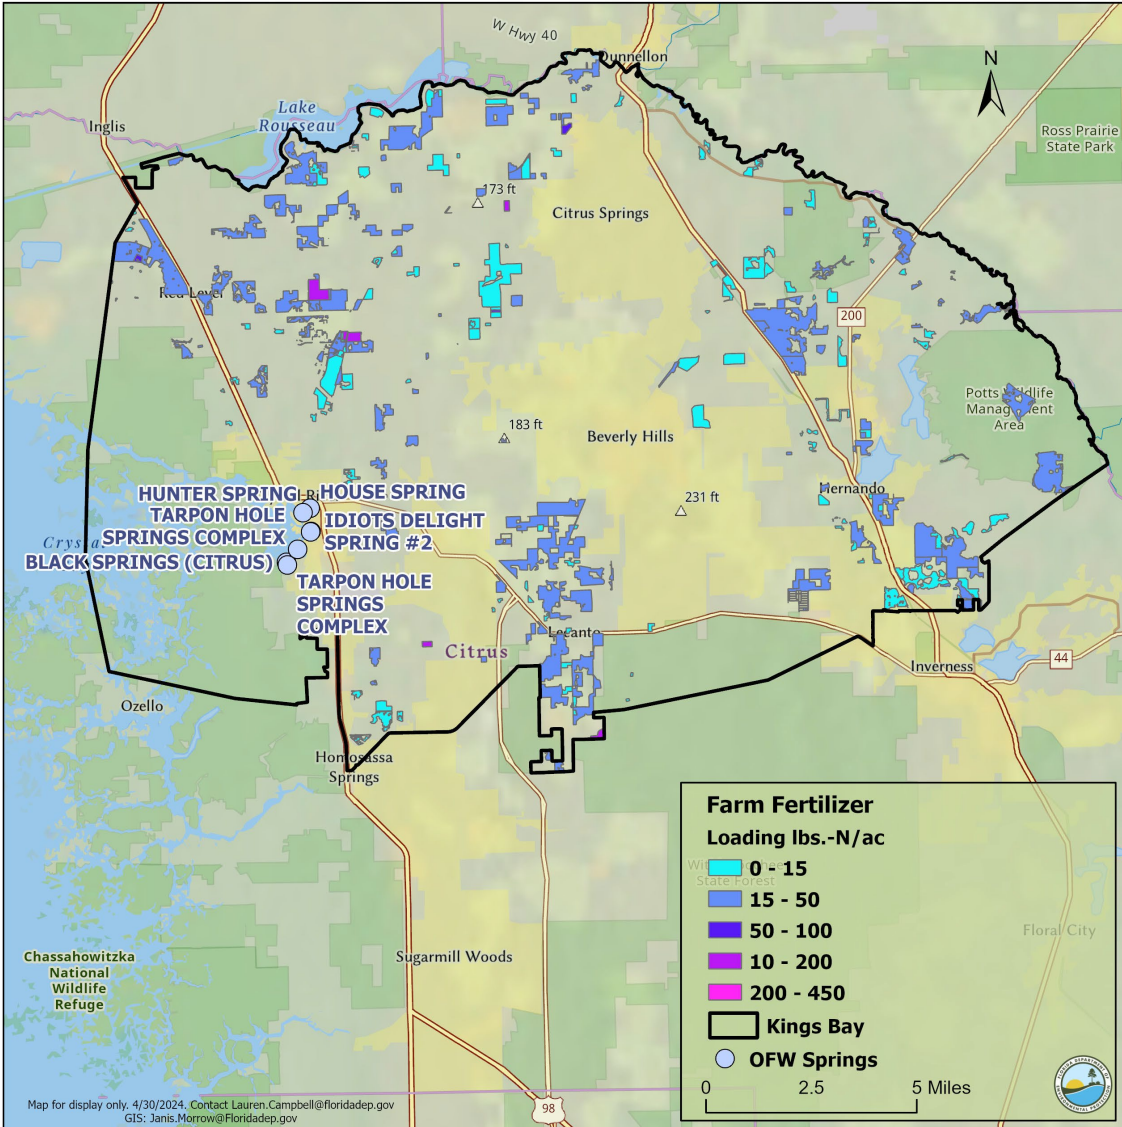 W Hwy 40
Dunnellon
N
Lake
Rousseau
Inglis
Ross Prairie
State Park
173 ft
Citrus Springs
Red Level
200
Potts Wildlife
Management
Area
183 ft
Beverly Hills
231 ft
Hernando
HUNTER SPRING
HOUSE SPRING
TARPON HOLE
SPRINGS COMPLEX
IDIOTS DELIGHT
SPRING #2
BLACK SPRINGS (CITRUS)
TARPON HOLE
SPRINGS
COMPLEX
Lecanto
Citrus
Inverness
44
Ozello
Homosassa
Springs
Farm Fertilizer
Loading lbs.-N/ac
0 - 15
15 - 50
50 - 100
10 - 200
200 - 450
Kings Bay
OFW Springs
0 2.5 5 Miles
State Forest
Floral City
Sugarmill Woods
Chassahowitzka
National
Wildlife
Refuge
Map for display only. 4/30/2024. Contact Lauren.Campbell@floridadep.gov
GIS: Janis.Morrow@Floridadep.gov
98